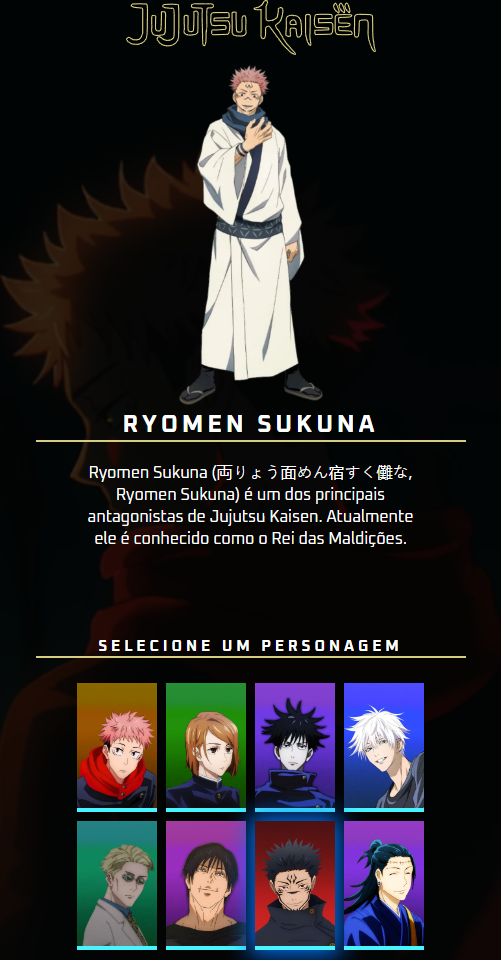 JUJUTSU KAISEN
RYOMEN SUKUNA
Ryomen Sukuna (両りょう面めん宿すく儺な,
Ryomen Sukuna) é um dos principais
antagonistas de Jujutsu Kaisen. Atualmente
ele é conhecido como o Rei das Maldições.
SELECIONE UM PERSONAGEM